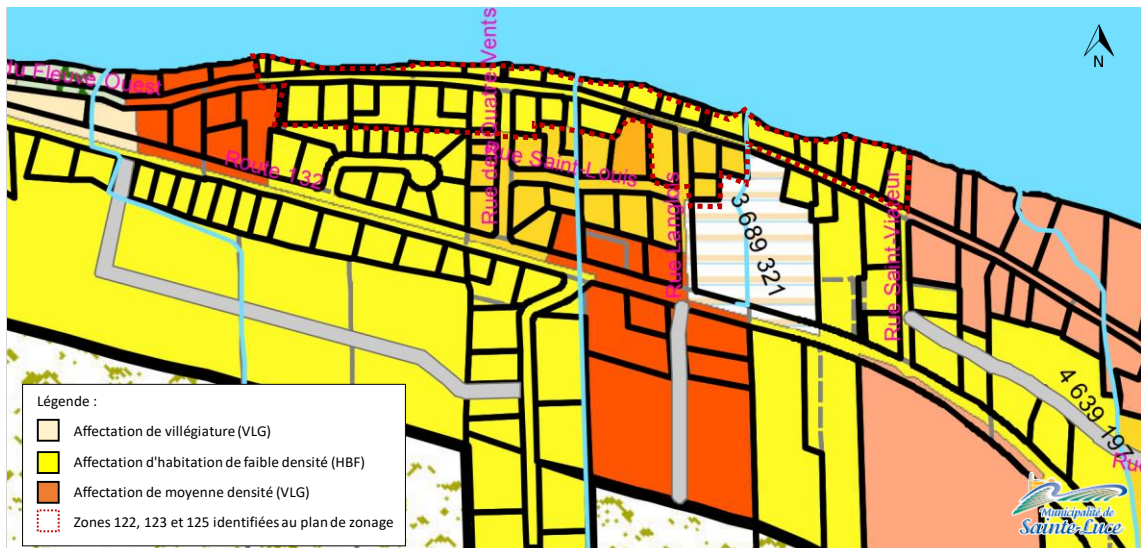 N
du Fleuve Ouest
Rue des Quatre Vents
Rue Saint-Louis
Route 132
Rue Langlois
3 689 321
Rue Saint-Viateur
4 639 197
Rue
Légende :
Affectation de villégiature (VLG)
Affectation d'habitation de faible densité (HBF)
Affectation de moyenne densité (VLG)
Zones 122, 123 et 125 identifiées au plan de zonage
Municipalité de
Sainte-Luce